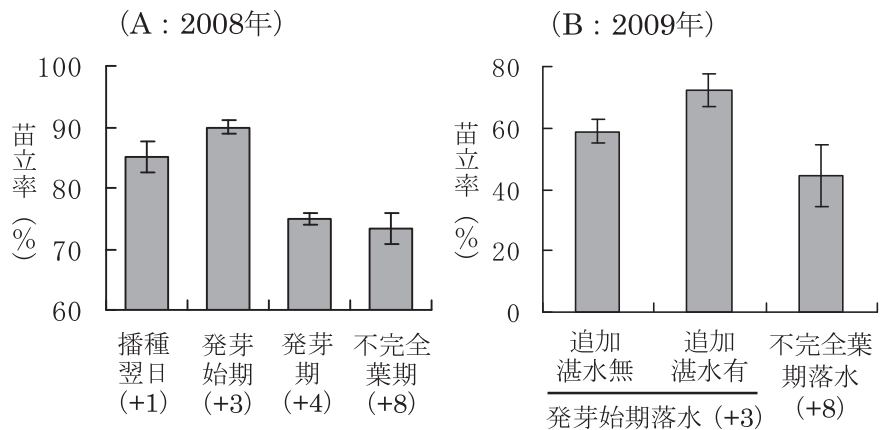 (A：2008年)
苗立率 (%)
100
90
80
70
60
播種
翌日
(+1)
発芽
始期
(+3)
発芽
期
(+4)
不完全
葉期
(+8)
(B：2009年)
苗立率 (%)
80
60
40
20
0
追加
湛水無
追加
湛水有
発芽始期落水 (+3)
不完全葉
期落水
(+8)